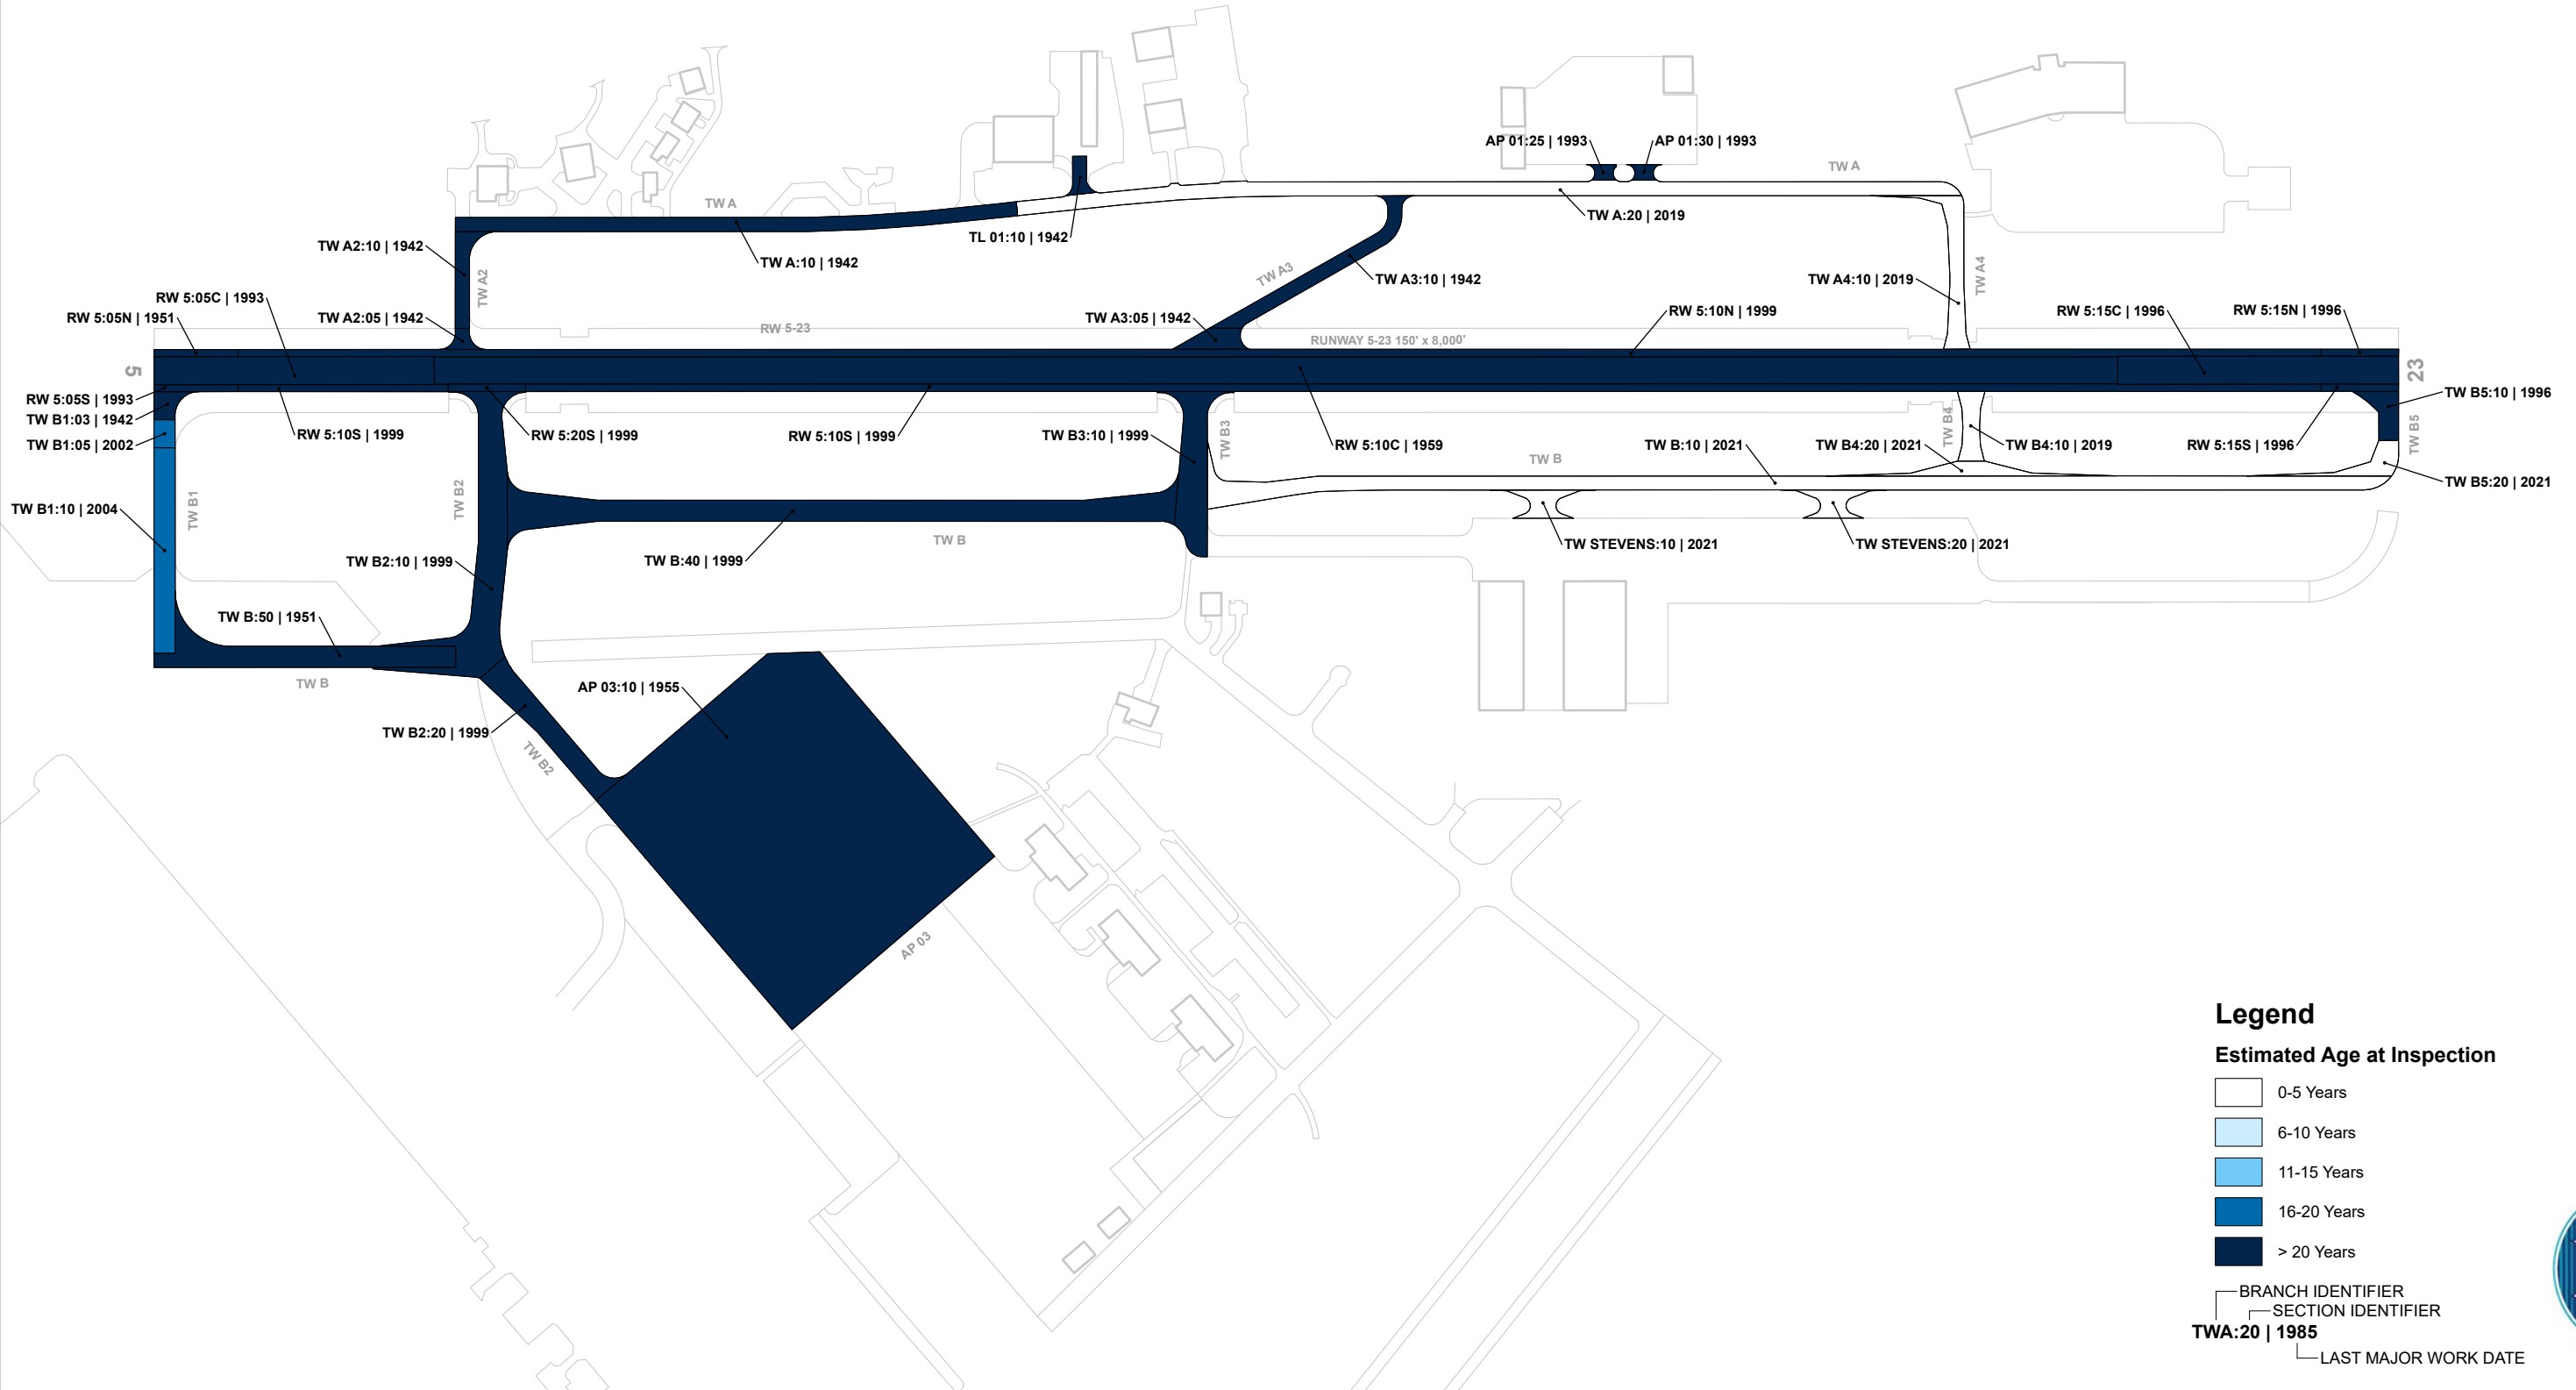 AP 01:25 | 1993
AP 01:30 | 1993
TW A
TW A
TW A:20 | 2019
TL 01:10 | 1942
TW A2:10 | 1942
TW A:10 | 1942
TW A2
TW A3
TW A3:10 | 1942
TW A4:10 | 2019
TW A4
RW 5:05C | 1993
RW 5:05N | 1951
TW A2:05 | 1942
RW 5-23
TW A3:05 | 1942
RUNWAY 5-23 150' x 8,000'
RW 5:10N | 1999
RW 5:15C | 1996
RW 5:15N | 1996
5
23
RW 5:05S | 1993
TW B1:03 | 1942
TW B1:05 | 2002
RW 5:10S | 1999
RW 5:20S | 1999
RW 5:10S | 1999
TW B3:10 | 1999
TW B3
RW 5:10C | 1959
TW B
TW B:10 | 2021
TW B4:20 | 2021
TW B4
TW B4:10 | 2019
RW 5:15S | 1996
TW B5:10 | 1996
TW B5
TW B5:20 | 2021
TW B1:10 | 2004
TW B1
TW B2
TW B2:10 | 1999
TW B:40 | 1999
TW B
TW STEVENS:10 | 2021
TW STEVENS:20 | 2021
TW B:50 | 1951
TW B
AP 03:10 | 1955
TW B2:20 | 1999
TW B2
AP 03
Legend
Estimated Age at Inspection
0-5 Years
6-10 Years
11-15 Years
16-20 Years
> 20 Years
BRANCH IDENTIFIER
SECTION IDENTIFIER
TWA:20 | 1985
LAST MAJOR WORK DATE